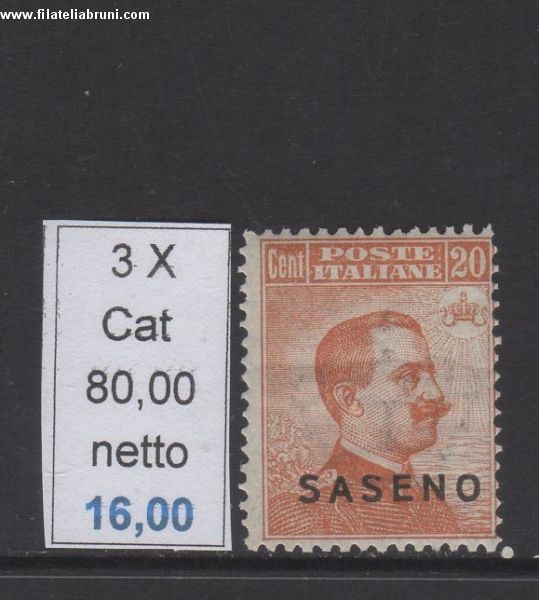 www.filateliabruni.com
3 X
Cat
80,00
netto
16,00
Cent POSTE ITALIANE 20
SASENO